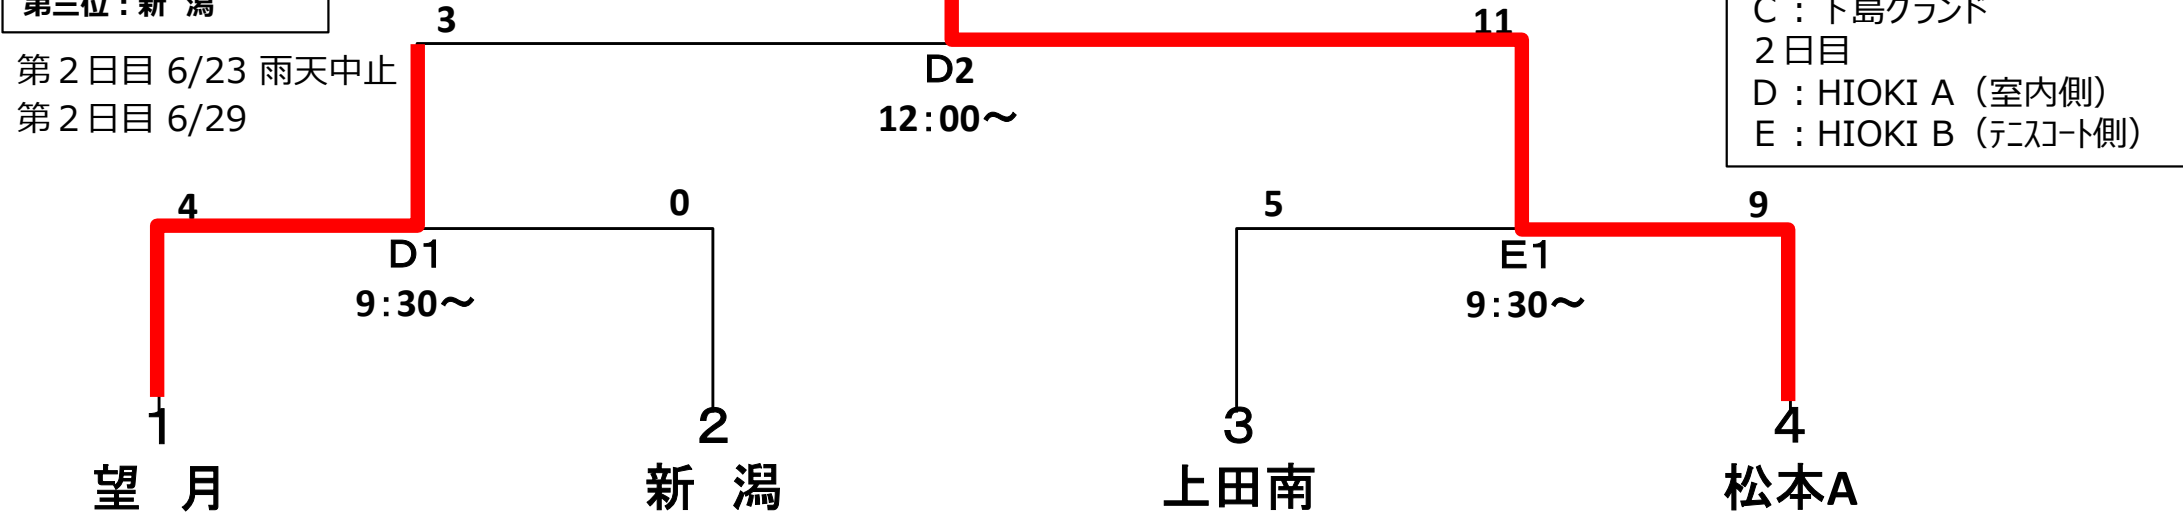 第三位：新 潟
3
11
C ：下島グランド
第２日目 6/23 雨天中止
D2
２日目
第２日目 6/29
12:00～
D ：HIOKI A（室内側）
E ：HIOKI B（ﾃﾆｽｺｰﾄ側）
4
0
5
9
D1
E1
9:30～
9:30～
1
2
3
4
望 月
新 潟
上田南
松本A